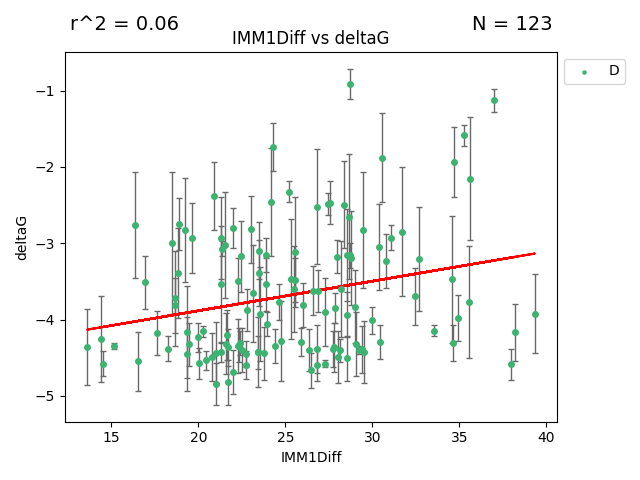 r^2 = 0.06
N = 123
IMM1Diff vs deltaG
D
deltaG
−1
−2
−3
−4
−5
15 20 25 30 35 40
IMM1Diff